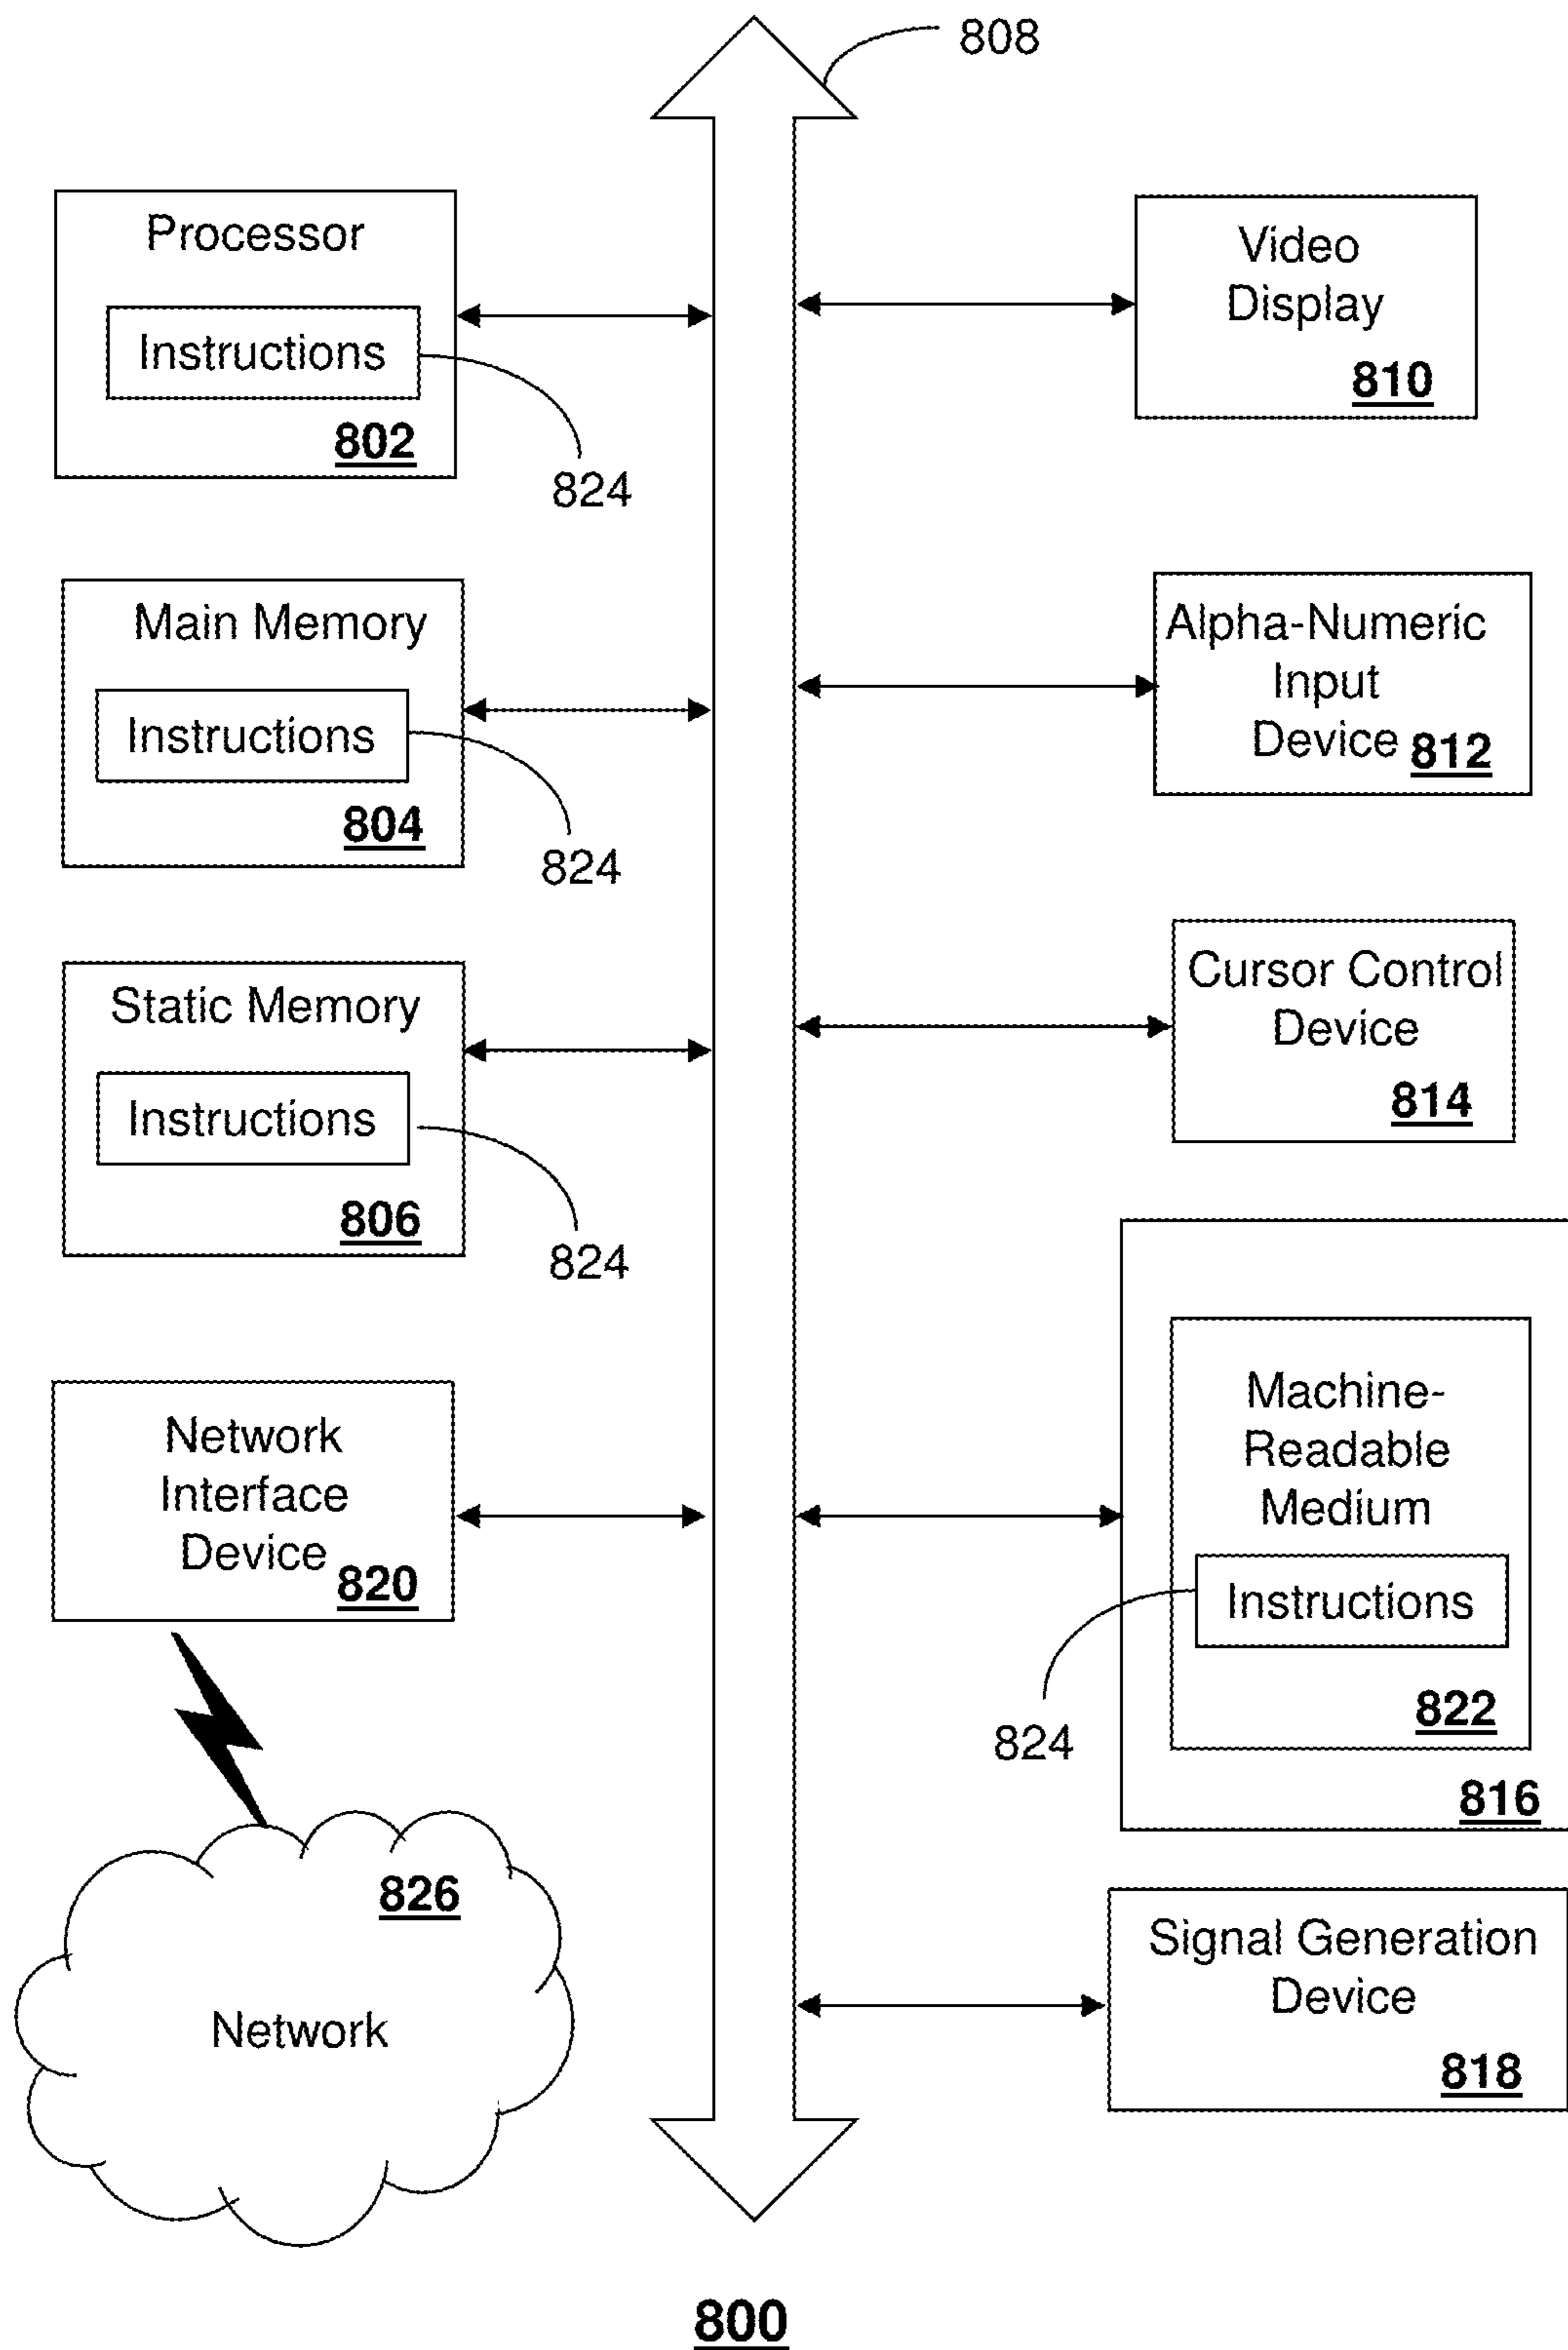 808
Processor
Instructions
802
824
Main Memory
Instructions
804
824
Static Memory
Instructions
806
824
Network
Interface
Device
820
826
Network
Video
Display
810
Alpha-Numeric
Input
Device 812
Cursor Control
Device
814
Machine-
Readable
Medium
Instructions
822
824
816
Signal Generation
Device
818
800